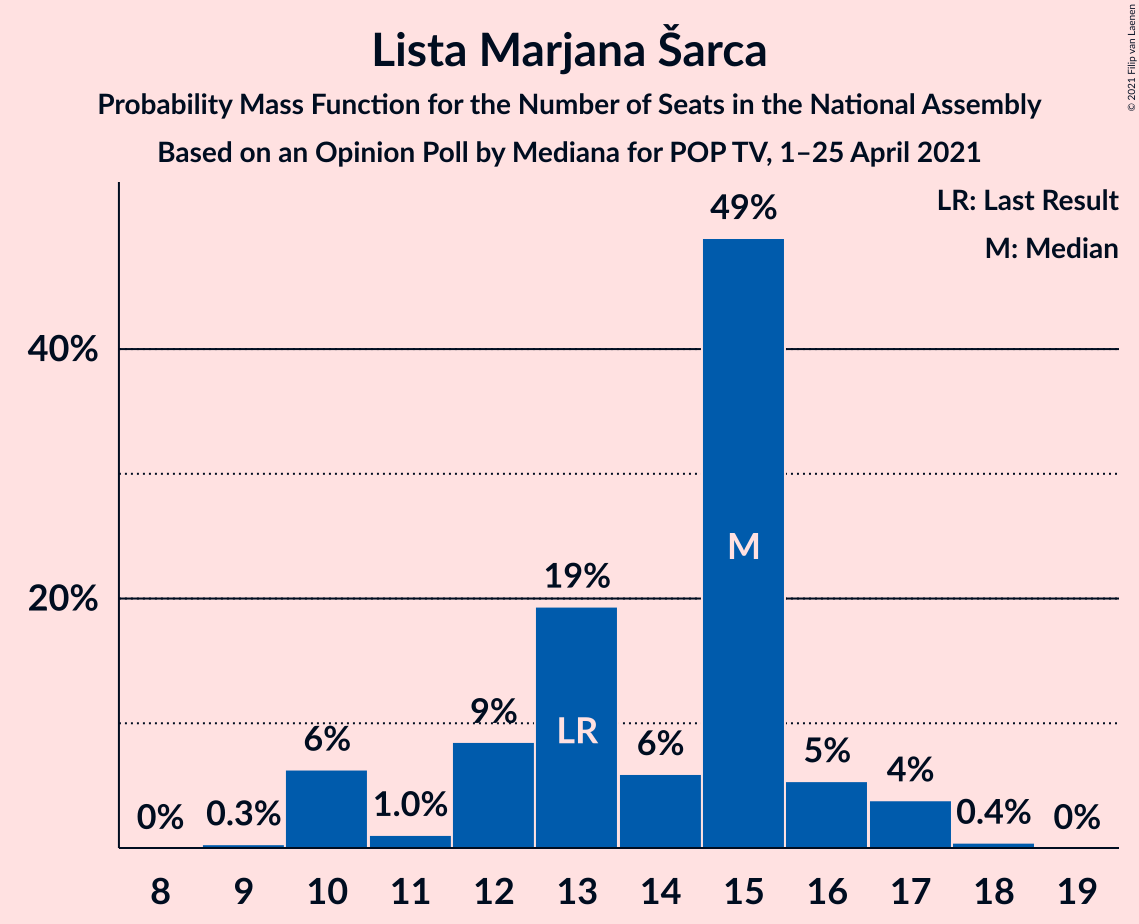 Lista Marjana Šarca
Probability Mass Function for the Number of Seats in the National Assembly
Based on an Opinion Poll by Mediana for POP TV, 1–25 April 2021
© 2021 Filip van Laenen
LR: Last Result
M: Median
40%
20%
0%
0.3%
6%
1.0%
9%
19%
6%
49%
5%
4%
0.4%
0%
LR
M
8 9 10 11 12 13 14 15 16 17 18 19